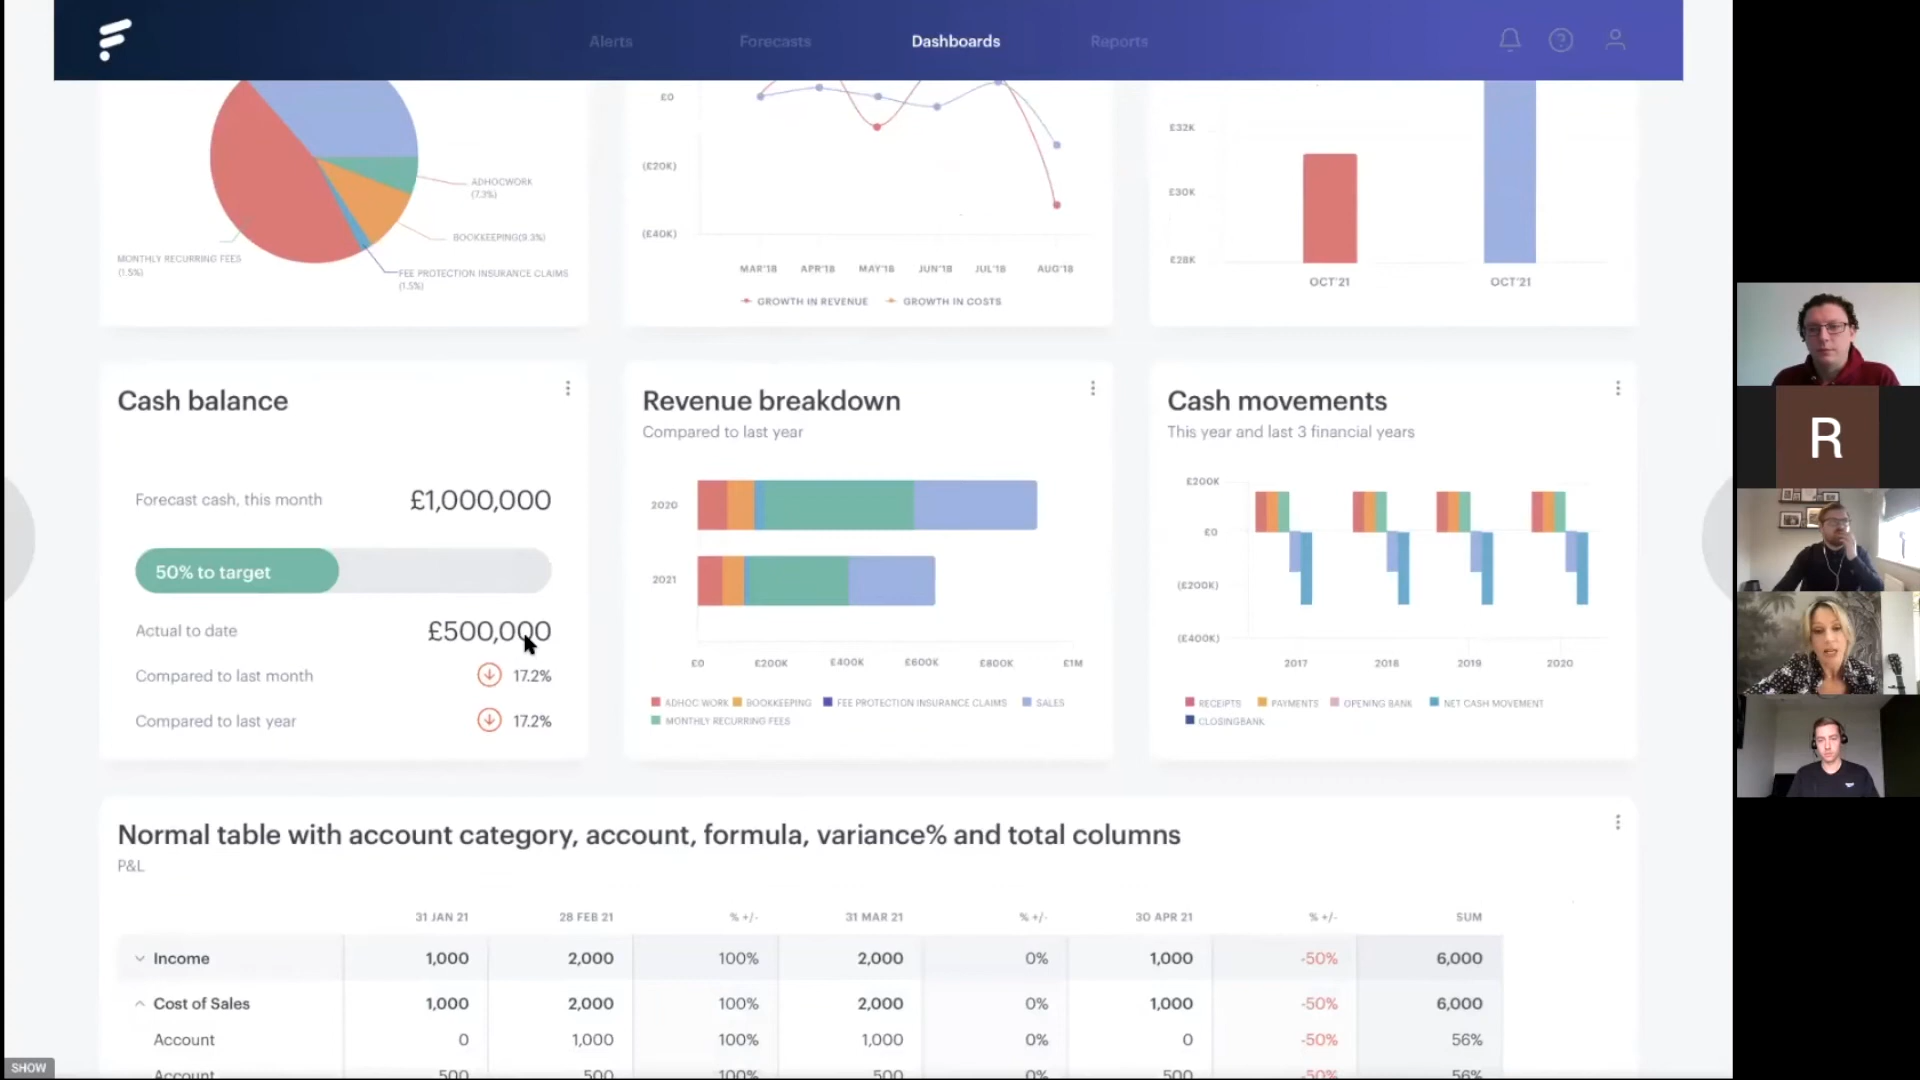 Alerts Forecasts Dashboards Reports
ADHOCWORK
(7.3%)
BOOKKEEPING(9.3%)
MONTHLY RECURRING FEES
(1.5%)
FEE PROTECTION INSURANCE CLAIMS
(1.5%)
£0
(£20K)
(£40K)
MAR'18 APR'18 MAY'18 JUN'18 JUL'18 AUG'18
GROWTH IN REVENUE GROWTH IN COSTS
£32K
£30K
£28K
OCT'21 OCT'21
Cash balance
Forecast cash, this month £1,000,000
50% to target
Actual to date £500,000
Compared to last month 17.2%
Compared to last year 17.2%
Revenue breakdown
Compared to last year
2020
2021
£0 £200K £400K £600K £800K £1M
ADHOC WORK BOOKKEEPING FEE PROTECTION INSURANCE CLAIMS SALES
MONTHLY RECURRING FEES
Cash movements
This year and last 3 financial years
£200K
£0
(£200K)
(£400K)
2017 2018 2019 2020
RECEIPTS PAYMENTS OPENING BANK NET CASH MOVEMENT
CLOSINGBANK
R
Normal table with account category, account, formula, variance% and total columns
P&L
31 JAN 21 28 FEB 21 % +/- 31 MAR 21 % +/- 30 APR 21 % +/- SUM
Income 1,000 2,000 100% 2,000 0% 1,000 -50% 6,000
Cost of Sales 1,000 2,000 100% 2,000 0% 1,000 -50% 6,000
Account 0 1,000 100% 1,000 0% 0 -50% 56%
Account 500 500 100% 500 0% 500 -50% 56%
SHOW